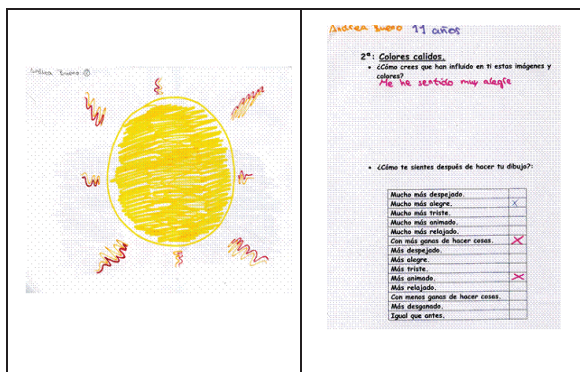 Andrea Bueno
Andrea Bueno 11 años
2º: Colores calidos.
• ¿Cómo crees que han influido en ti estas imágenes y
colores?
Me he sentido muy alegre
• ¿Cómo te sientes después de hacer tu dibujo?:
Mucho más despejado.
Mucho más alegre. X
Mucho más triste.
Mucho más animado.
Mucho más relajado.
Con más ganas de hacer cosas. X
Más despejado.
Más alegre.
Más triste.
Más animado. X
Más relajado.
Con menos ganas de hacer cosas.
Más desganado.
Igual que antes.